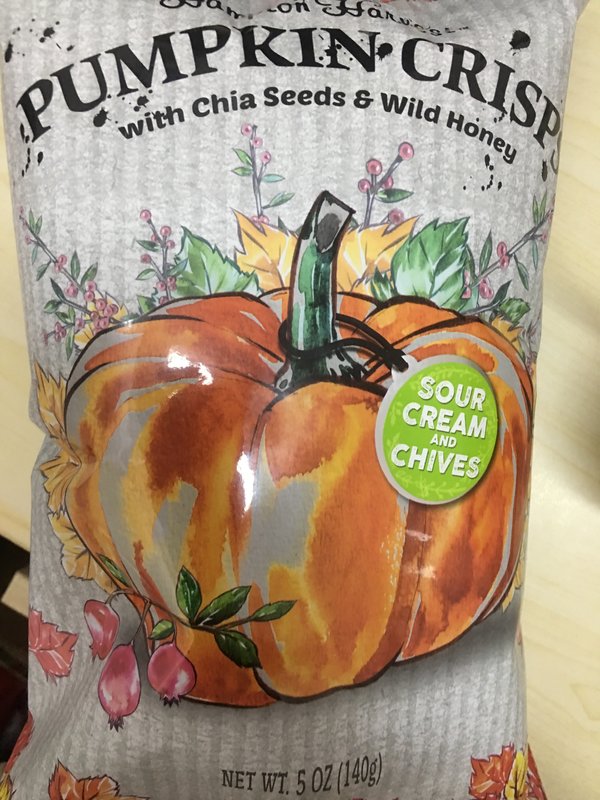 PUMPKIN CRISPS
with Chia Seeds & Wild Honey
SOUR
CREAM
AND
CHIVES
NET WT. 5 OZ (140g)